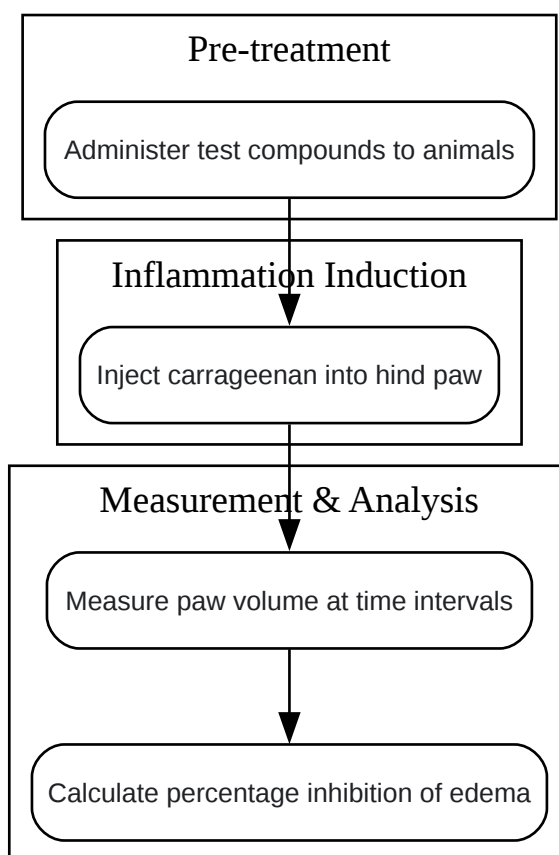 Pre-treatment
Administer test compounds to animals
Inflammation Induction
Inject carrageenan into hind paw
Measurement & Analysis
Measure paw volume at time intervals
Calculate percentage inhibition of edema